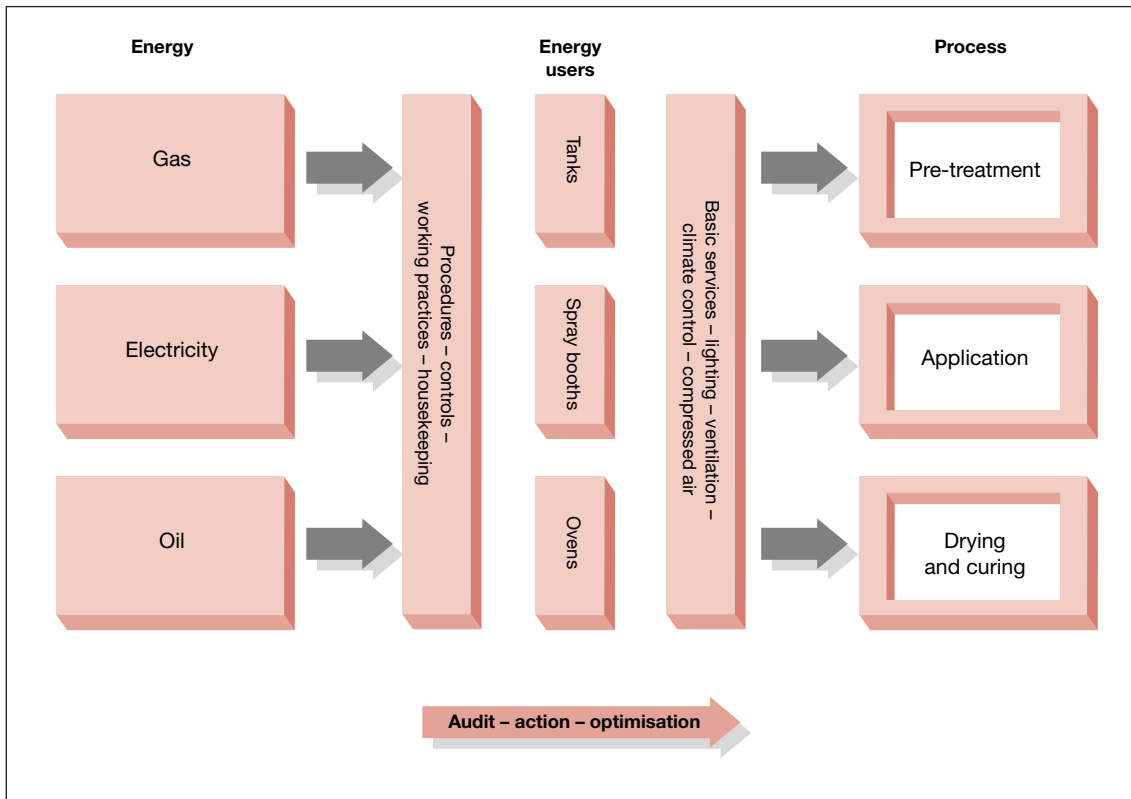 Energy
Energy
users
Process
Gas
Electricity
Oil
Procedures – controls –
working practices – housekeeping
Tanks
Spray booths
Ovens
Basic services – lighting – ventilation –
climate control – compressed air
Pre-treatment
Application
Drying
and curing
Audit – action – optimisation